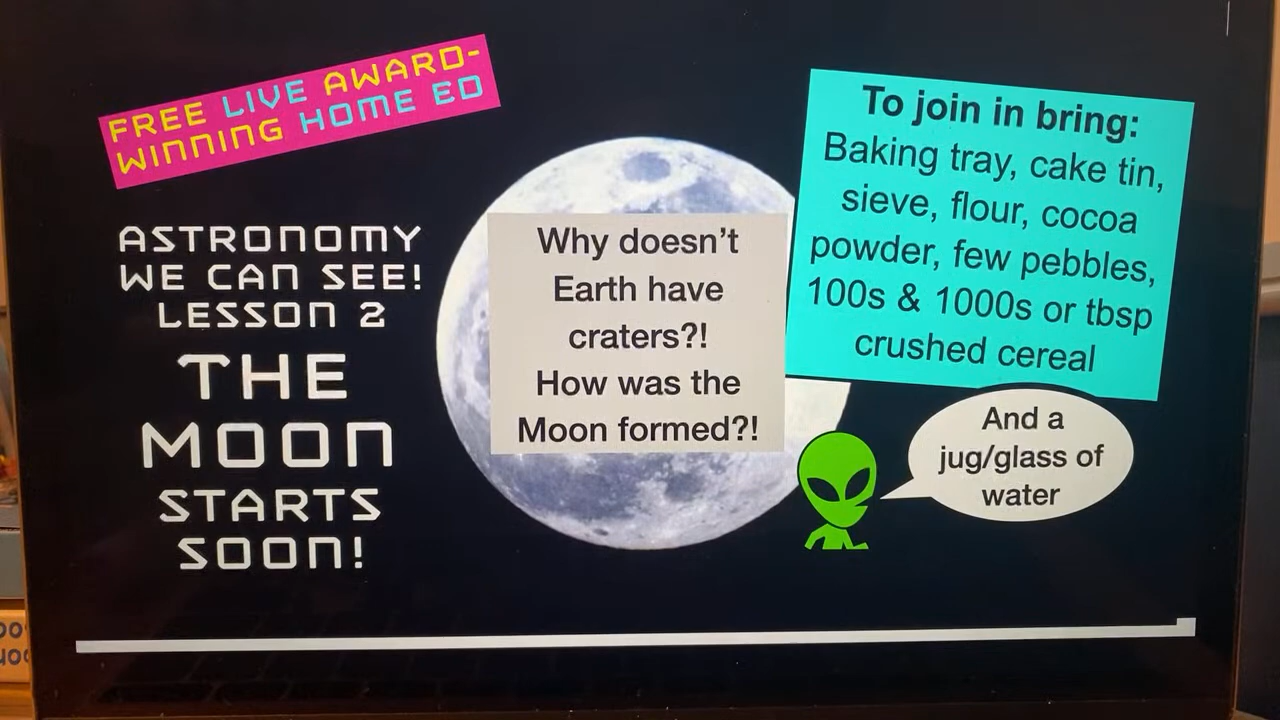 FREE LIVE AWARD-
WINNING HOME ED
ASTRONOMY
WE CAN SEE!
LESSON 2
THE
MOON
STARTS
SOON!
Why doesn't
Earth have
craters?!
How was the
Moon formed?!
To join in bring:
Baking tray, cake tin,
sieve, flour, cocoa
powder, few pebbles,
100s & 1000s or tbsp
crushed cereal
And a
jug/glass of
water